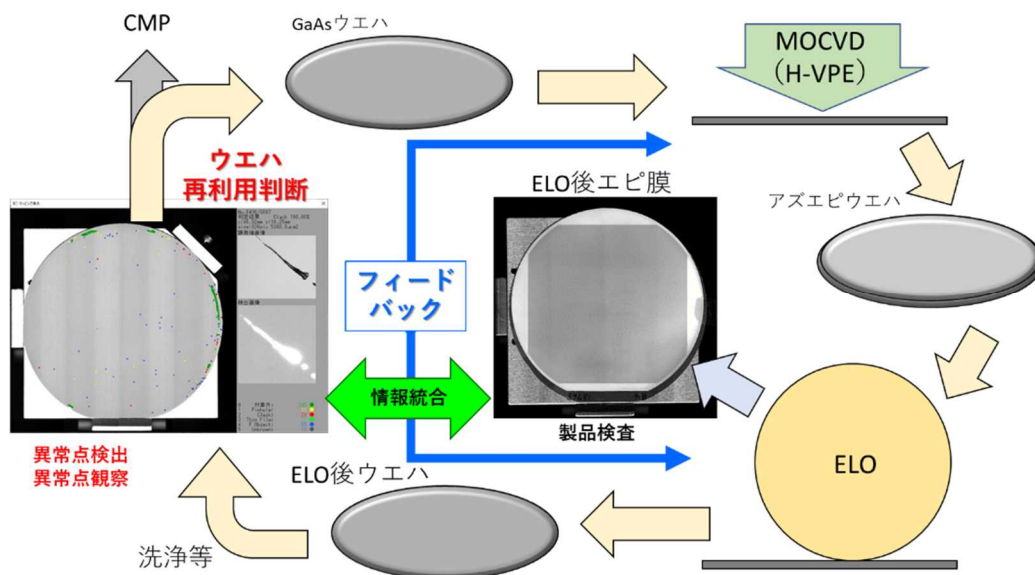 CMP
GaAsウエハ
MOCVD
（H-VPE）
ウエハ
再利用判断
ELO後エピ膜
アズエピウエハ
フィード
バック
情報統合
製品検査
異常点検出
異常点観察
ELO後ウエハ
ELO
洗浄等